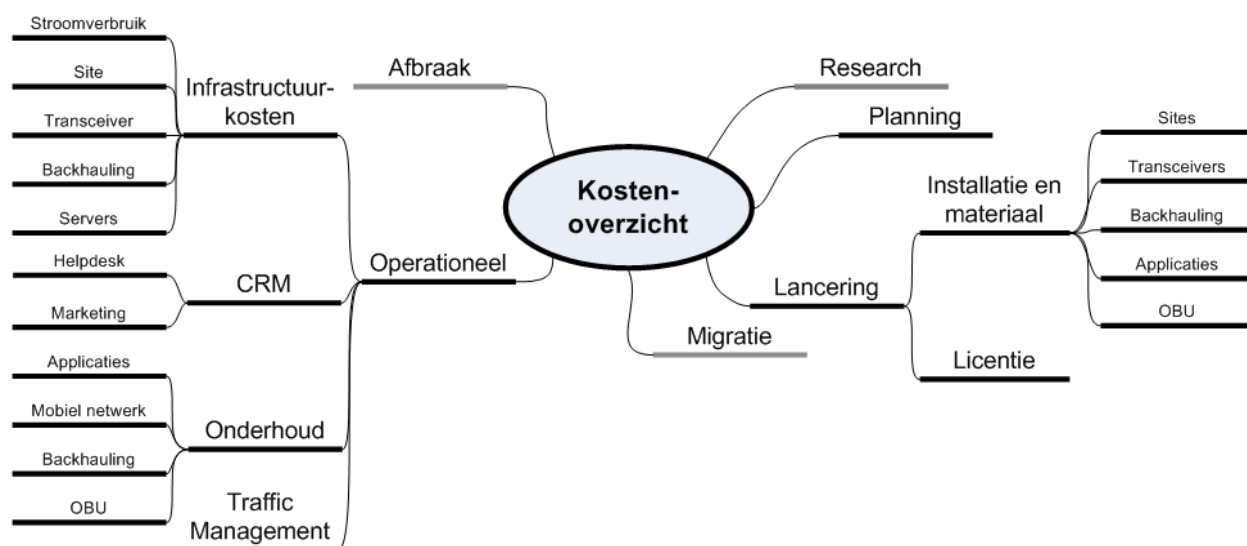 Kosten-
overzicht
Research
Planning
Lancering
Installatie en
materiaal
Sites
Transceivers
Backhauling
Applicaties
OBU
Licentie
Migratie
Operationeel
Infrastructuur-
kosten
Stroomverbruik
Site
Transceiver
Backhauling
Servers
CRM
Helpdesk
Marketing
Onderhoud
Applicaties
Mobiel netwerk
Backhauling
OBU
Traffic
Management
Afbraak